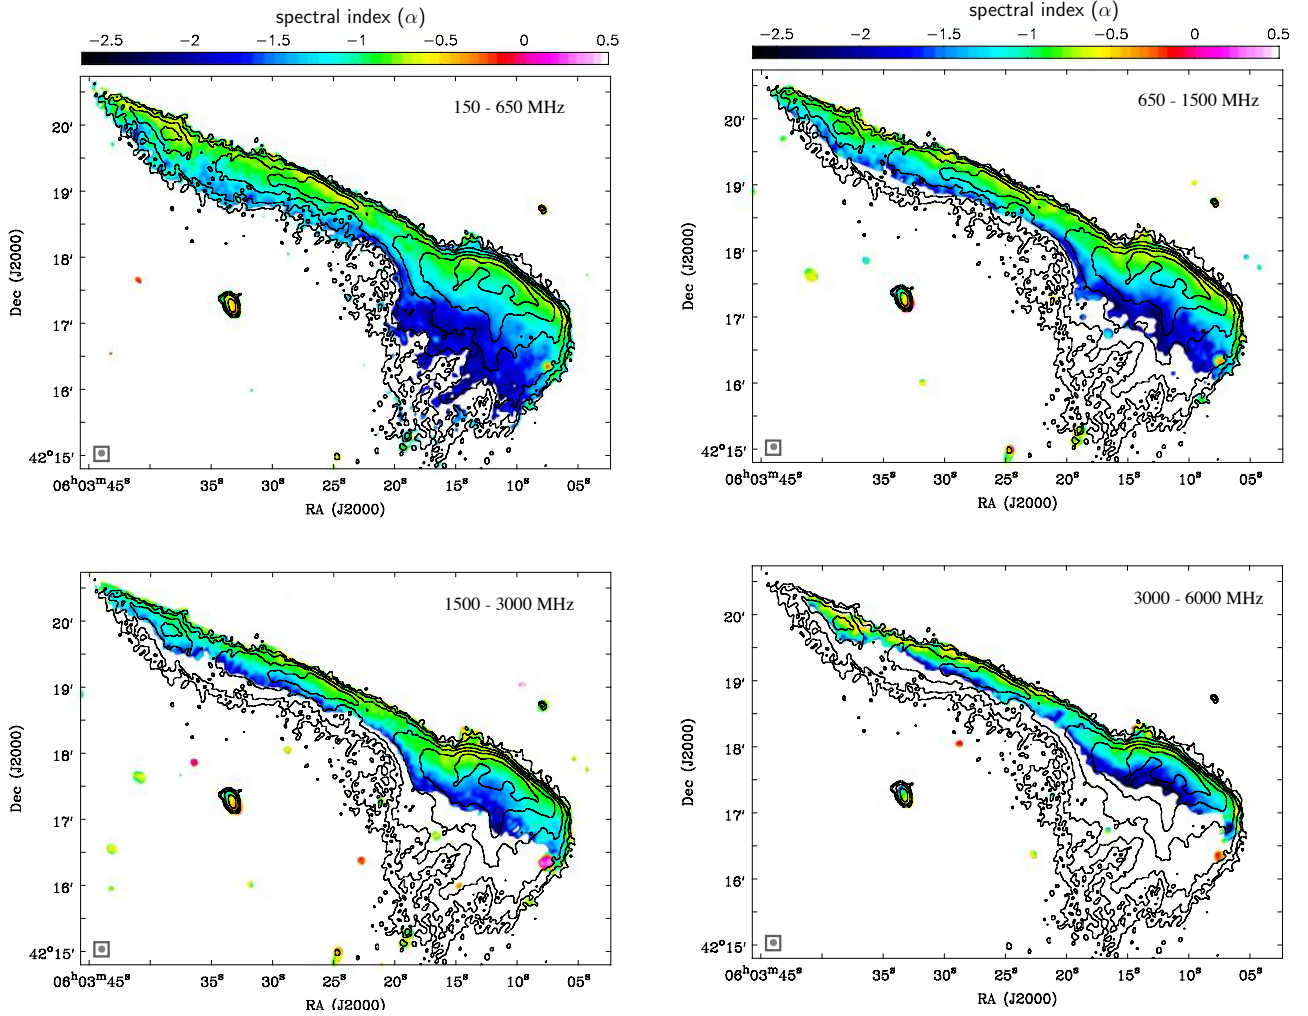 spectral index (α)
−2.5 −2 −1.5 −1 −0.5 0 0.5
150 - 650 MHz
20′
19′
18′
17′
16′
42°15′
Dec (J2000)
06ʰ03ᵐ45ˢ 35ˢ 30ˢ 25ˢ 20ˢ 15ˢ 10ˢ 05ˢ
RA (J2000)
spectral index (α)
−2.5 −2 −1.5 −1 −0.5 0 0.5
650 - 1500 MHz
20′
19′
18′
17′
16′
42°15′
Dec (J2000)
06ʰ03ᵐ45ˢ 35ˢ 30ˢ 25ˢ 20ˢ 15ˢ 10ˢ 05ˢ
RA (J2000)
1500 - 3000 MHz
20′
19′
18′
17′
16′
42°15′
Dec (J2000)
06ʰ03ᵐ45ˢ 35ˢ 30ˢ 25ˢ 20ˢ 15ˢ 10ˢ 05ˢ
RA (J2000)
3000 - 6000 MHz
20′
19′
18′
17′
16′
42°15′
Dec (J2000)
06ʰ03ᵐ45ˢ 35ˢ 30ˢ 25ˢ 20ˢ 15ˢ 10ˢ 05ˢ
RA (J2000)